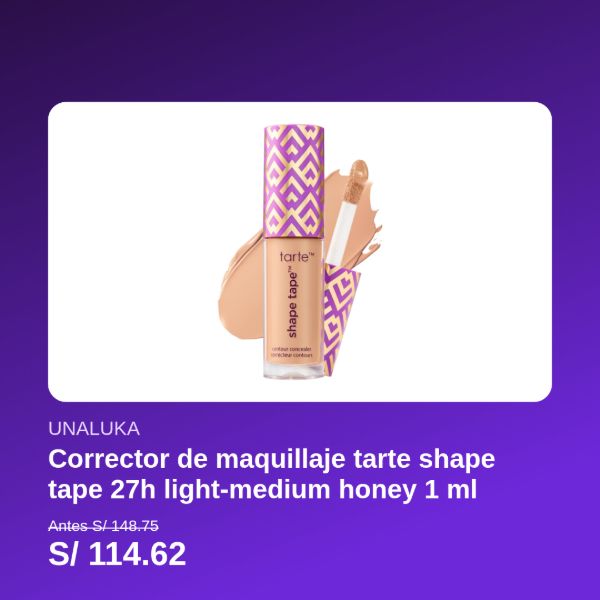 tarte™
shape tape™
contour concealer
correcteur contours
UNALUKA
Corrector de maquillaje tarte shape
tape 27h light-medium honey 1 ml
Antes S/ 148.75
S/ 114.62